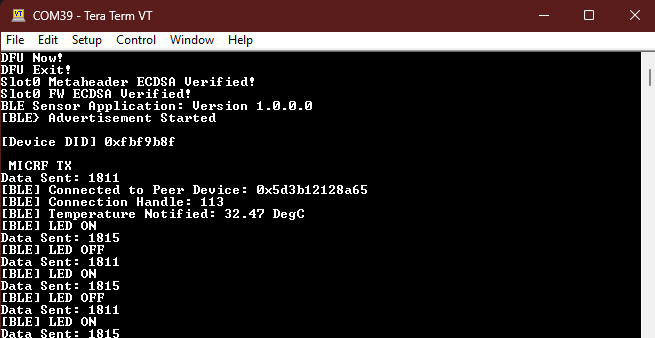 COM39 - Tera Term VT
File Edit Setup Control Window Help
DFU Now!
DFU Exit!
Slot0 Metaheader ECDSA Verified!
Slot0 FW ECDSA Verified!
BLE Sensor Application: Version 1.0.0.0
[BLE> Advertisement Started
[Device DID] 0xfbf9b8f
MICRF TX
Data Sent: 1811
[BLE] Connected to Peer Device: 0x5d3b12128a65
[BLE] Connection Handle: 113
[BLE] Temperature Notified: 32.47 DegC
[BLE] LED ON
Data Sent: 1815
[BLE] LED OFF
Data Sent: 1811
[BLE] LED ON
Data Sent: 1815
[BLE] LED OFF
Data Sent: 1811
[BLE] LED ON
Data Sent: 1815